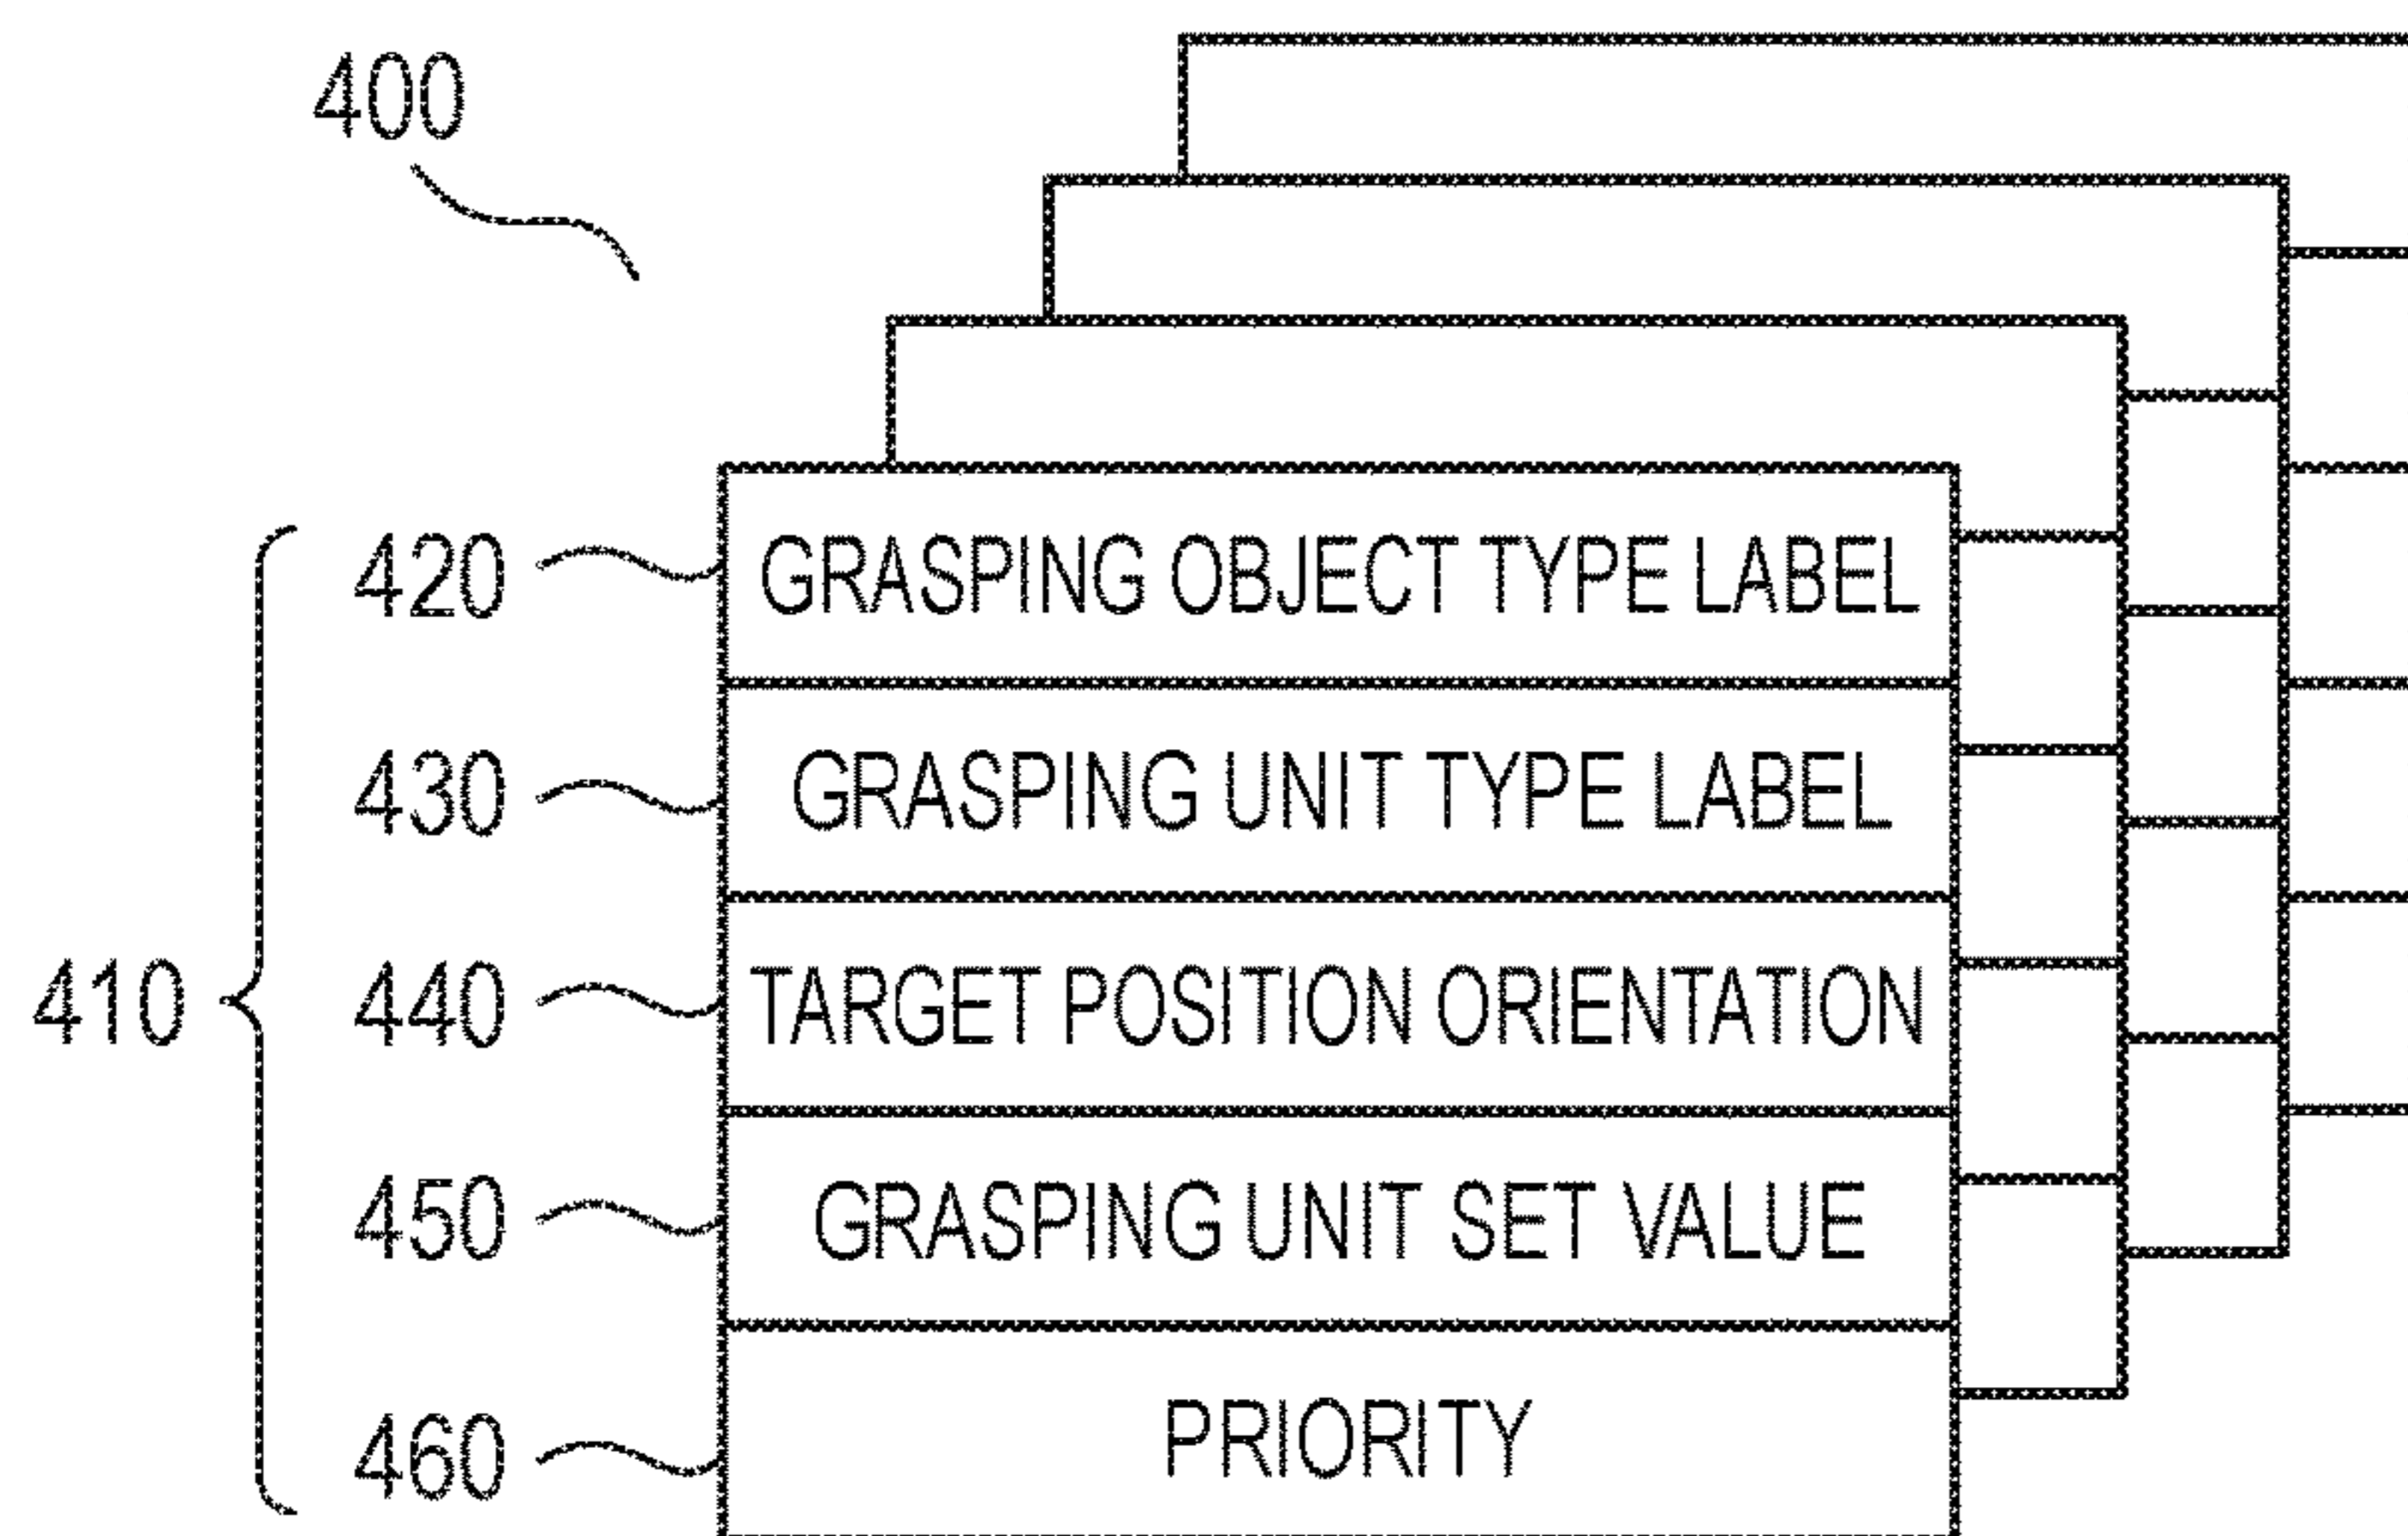 400
420 GRASPING OBJECT TYPE LABEL
430 GRASPING UNIT TYPE LABEL
410 440 TARGET POSITION ORIENTATION
450 GRASPING UNIT SET VALUE
460 PRIORITY